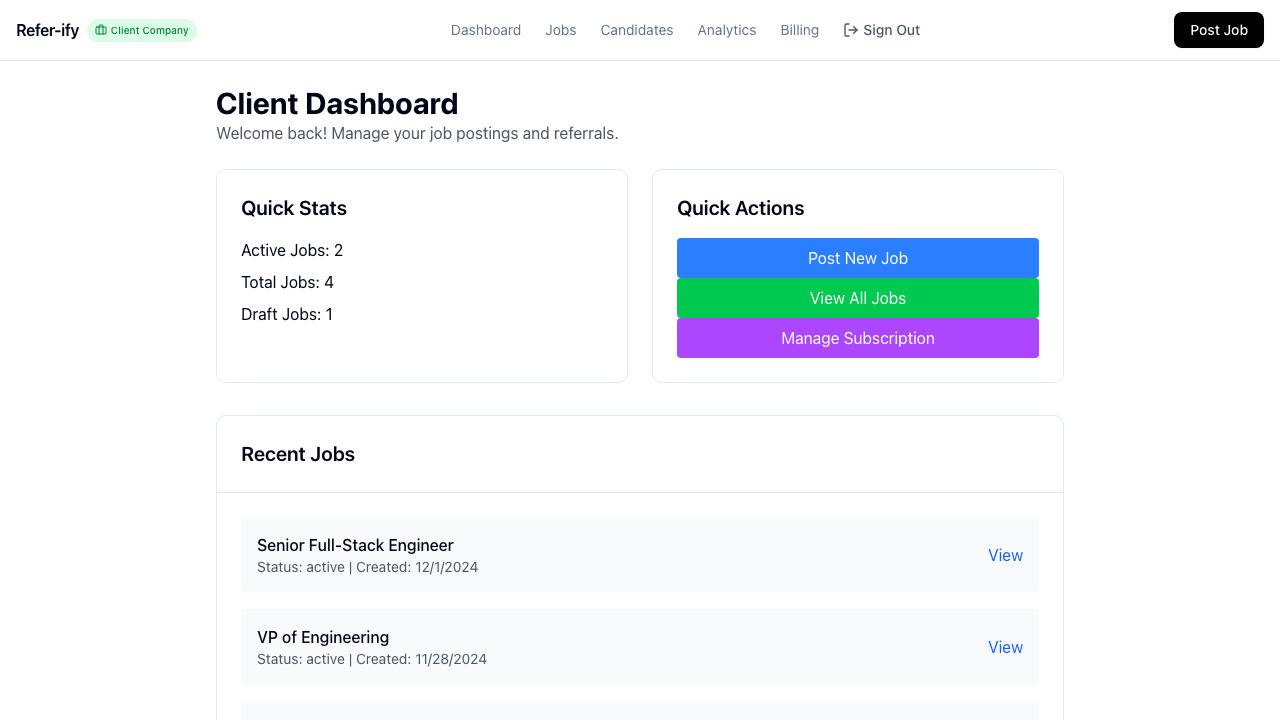 Refer-ify
Client Company
Dashboard
Jobs
Candidates
Analytics
Billing
Sign Out
Post Job
Client Dashboard
Welcome back! Manage your job postings and referrals.
Quick Stats
Active Jobs: 2
Total Jobs: 4
Draft Jobs: 1
Quick Actions
Post New Job
View All Jobs
Manage Subscription
Recent Jobs
Senior Full-Stack Engineer
Status: active | Created: 12/1/2024
View
VP of Engineering
Status: active | Created: 11/28/2024
View